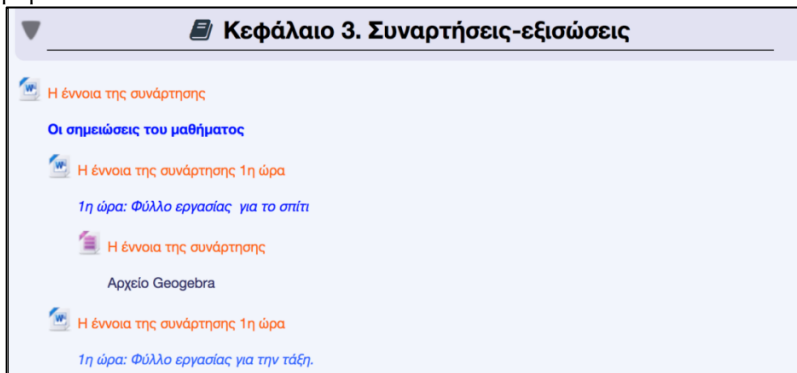 Κεφάλαιο 3. Συναρτήσεις-εξισώσεις
Η έννοια της συνάρτησης
Οι σημειώσεις του μαθήματος
Η έννοια της συνάρτησης 1η ώρα
1η ώρα: Φύλλο εργασίας για το σπίτι
Η έννοια της συνάρτησης
Αρχείο Geogebra
Η έννοια της συνάρτησης 1η ώρα
1η ώρα: Φύλλο εργασίας για την τάξη.